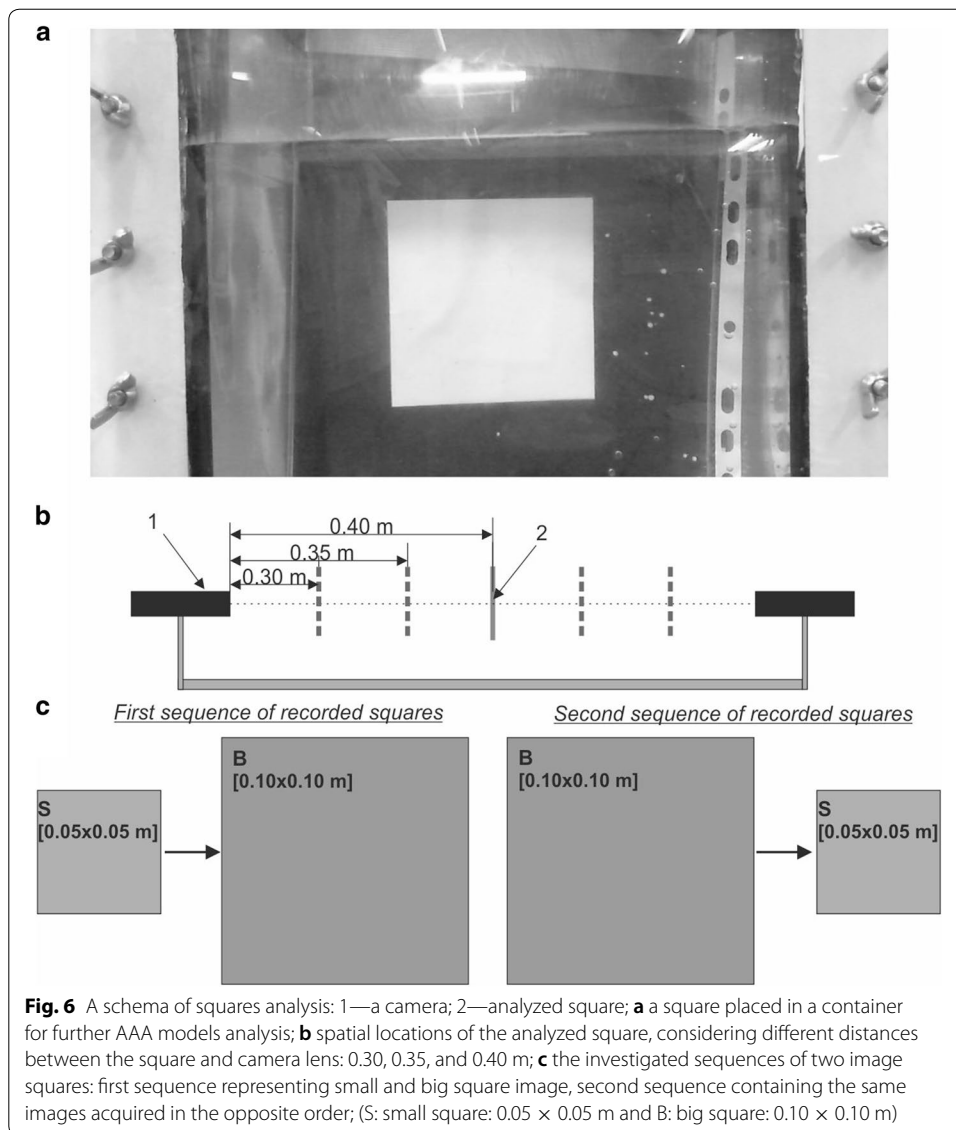 a
b
1
0.40 m
2
0.35 m
0.30 m
c
First sequence of recorded squares
Second sequence of recorded squares
B
[0.10x0.10 m]
B
[0.10x0.10 m]
S
[0.05x0.05 m]
S
[0.05x0.05 m]
Fig. 6 A schema of squares analysis: 1—a camera; 2—analyzed square; a a square placed in a container
for further AAA models analysis; b spatial locations of the analyzed square, considering different distances
between the square and camera lens: 0.30, 0.35, and 0.40 m; c the investigated sequences of two image
squares: first sequence representing small and big square image, second sequence containing the same
images acquired in the opposite order; (S: small square: 0.05 × 0.05 m and B: big square: 0.10 × 0.10 m)